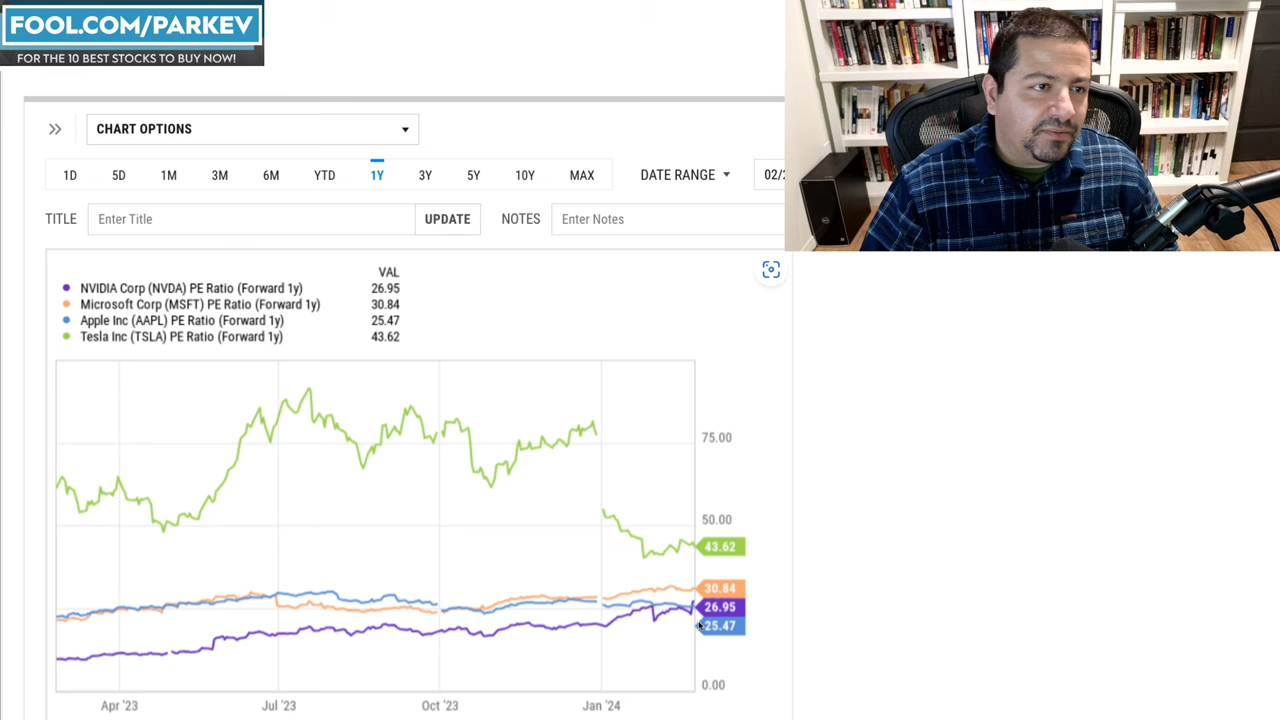 FOOL.COM/PARKEV
FOR THE 10 BEST STOCKS TO BUY NOW!
CHART OPTIONS
1D 5D 1M 3M 6M YTD 1Y 3Y 5Y 10Y MAX DATE RANGE 02/2
TITLE Enter Title UPDATE NOTES Enter Notes
VAL
NVIDIA Corp (NVDA) PE Ratio (Forward 1y) 26.95
Microsoft Corp (MSFT) PE Ratio (Forward 1y) 30.84
Apple Inc (AAPL) PE Ratio (Forward 1y) 25.47
Tesla Inc (TSLA) PE Ratio (Forward 1y) 43.62
75.00
50.00
43.62
30.84
26.95
25.47
0.00
Apr '23 Jul '23 Oct '23 Jan '24